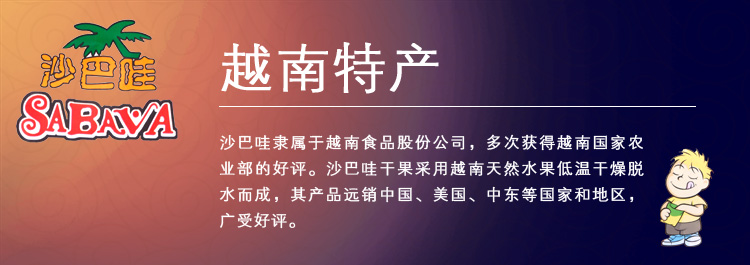 沙巴哇
SABAVA
越南特产
沙巴哇隶属于越南食品股份公司，多次获得越南国家农
业部的好评。沙巴哇干果采用越南天然水果低温干燥脱
水而成，其产品远销中国、美国、中东等国家和地区，
广受好评。